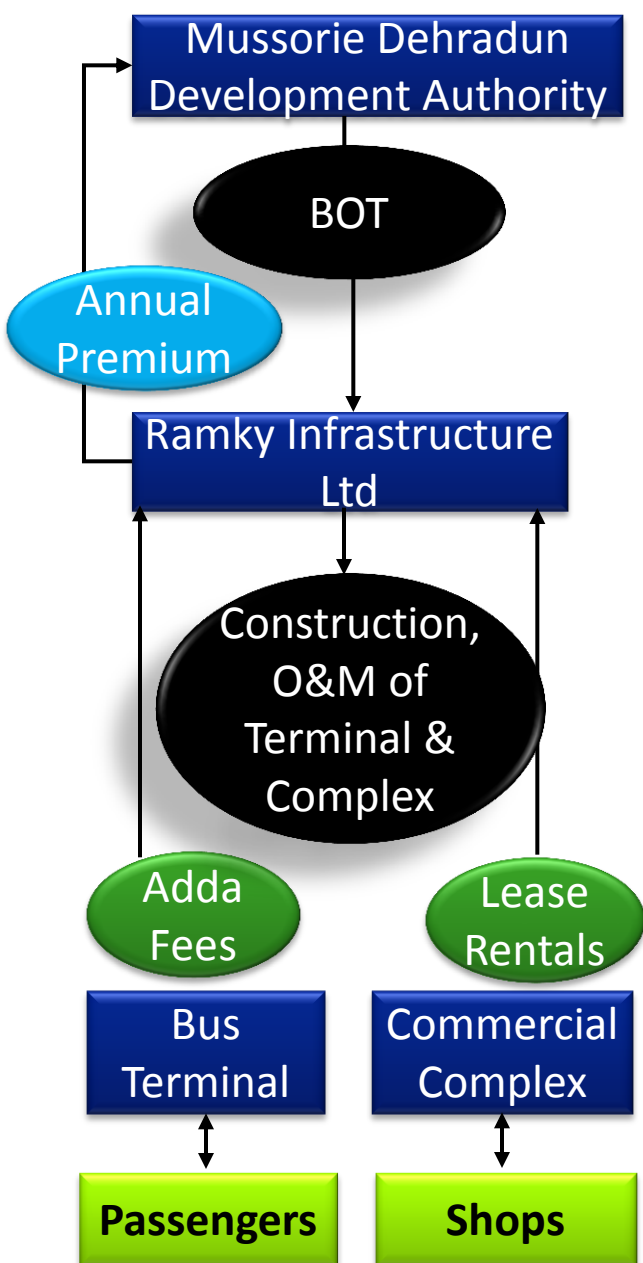 Mussorie Dehradun
Development Authority
BOT
Annual
Premium
Ramky Infrastructure
Ltd
Construction,
O&M of
Terminal &
Complex
Adda
Fees
Lease
Rentals
Bus
Terminal
Commercial
Complex
Passengers
Shops